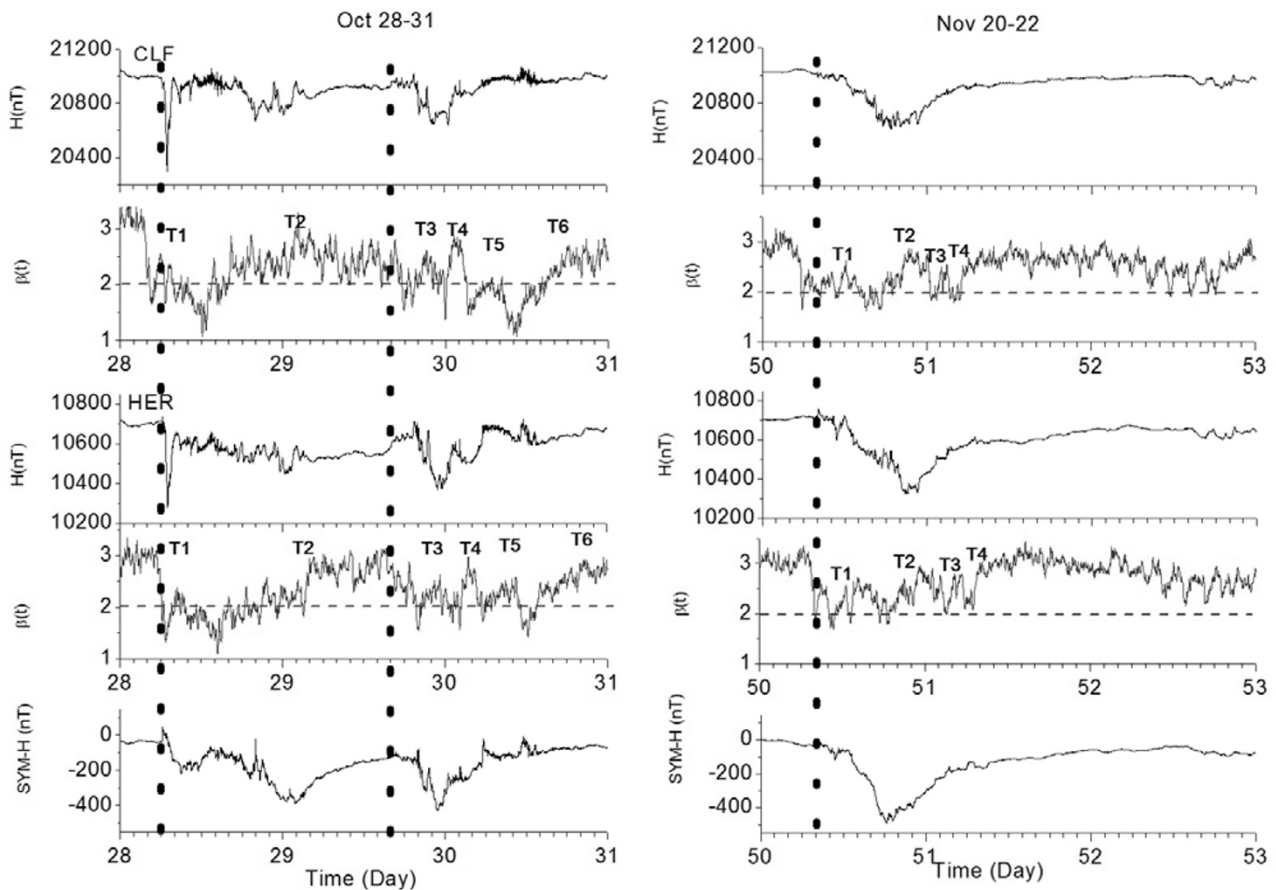 Oct 28-31
Nov 20-22
CLF
H(nT)
21200
20800
20400
H(nT)
21200
20800
20400
β(t)
3
2
1
T1
T2
T3
T4
T5
T6
28
29
30
31
β(t)
3
2
1
T1
T2
T3
T4
50
51
52
53
HER
H(nT)
10800
10600
10400
10200
H(nT)
10800
10600
10400
10200
β(t)
3
2
1
T1
T2
T3
T4
T5
T6
28
29
30
31
β(t)
3
2
1
T1
T2
T3
T4
50
51
52
53
SYM-H (nT)
0
-200
-400
28
29
30
31
Time (Day)
SYM-H (nT)
0
-200
-400
50
51
52
53
Time (Day)